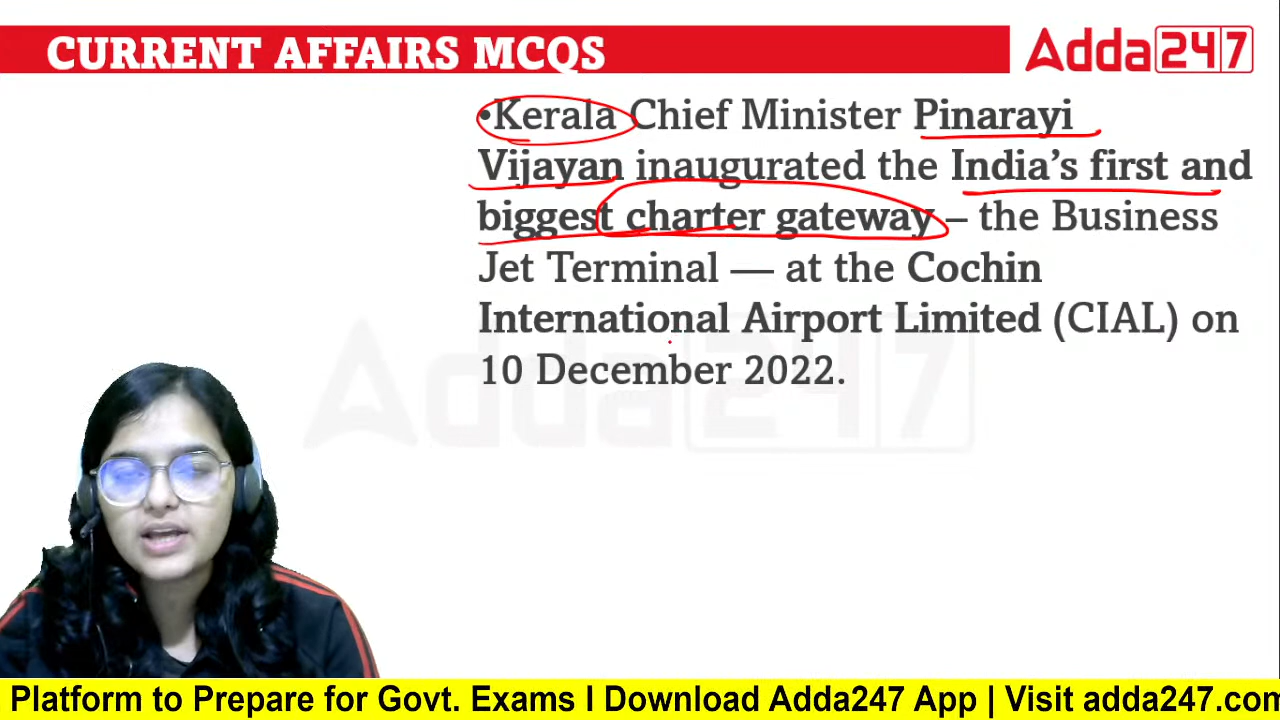 CURRENT AFFAIRS MCQS
Adda247
•Kerala Chief Minister Pinarayi
Vijayan inaugurated the India’s first and
biggest charter gateway – the Business
Jet Terminal — at the Cochin
International Airport Limited (CIAL) on
10 December 2022.
Adda247
Platform to Prepare for Govt. Exams I Download Adda247 App | Visit adda247.com